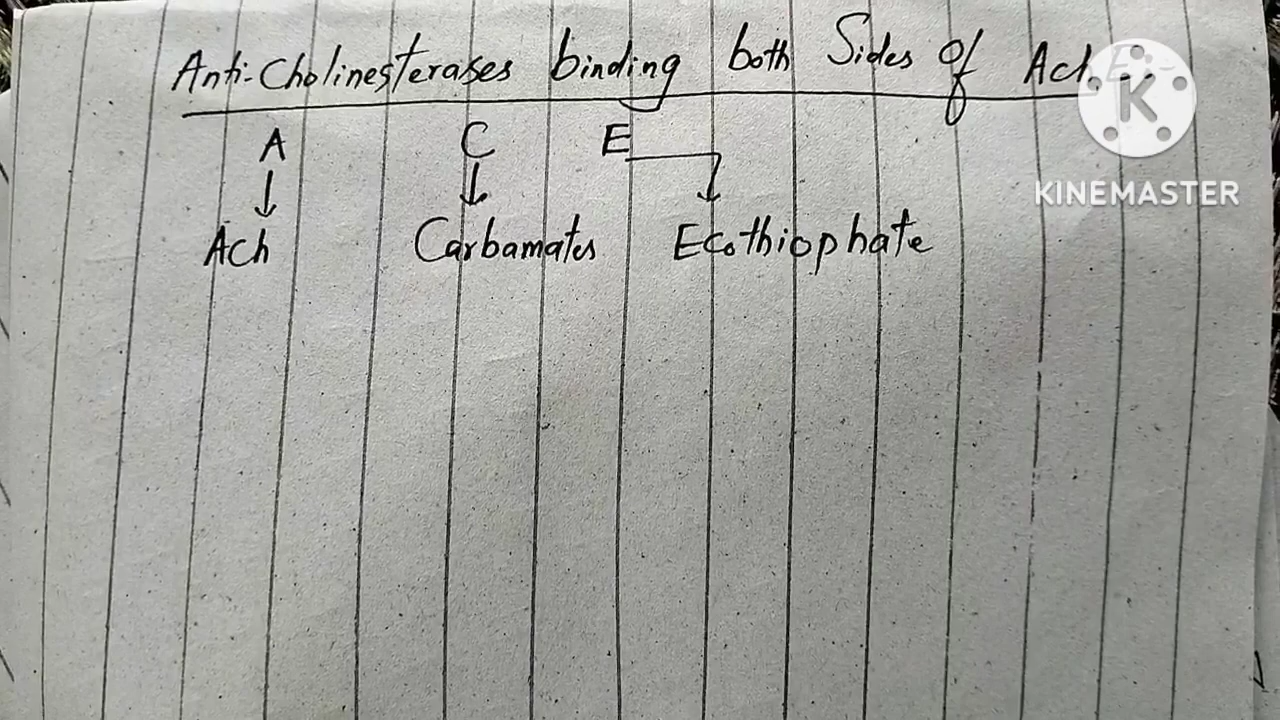 Anti-Cholinesterases binding both Sides Of Ach.E:-
K
KINEMASTER
A C E
Ach Carbamates Ecothiophate